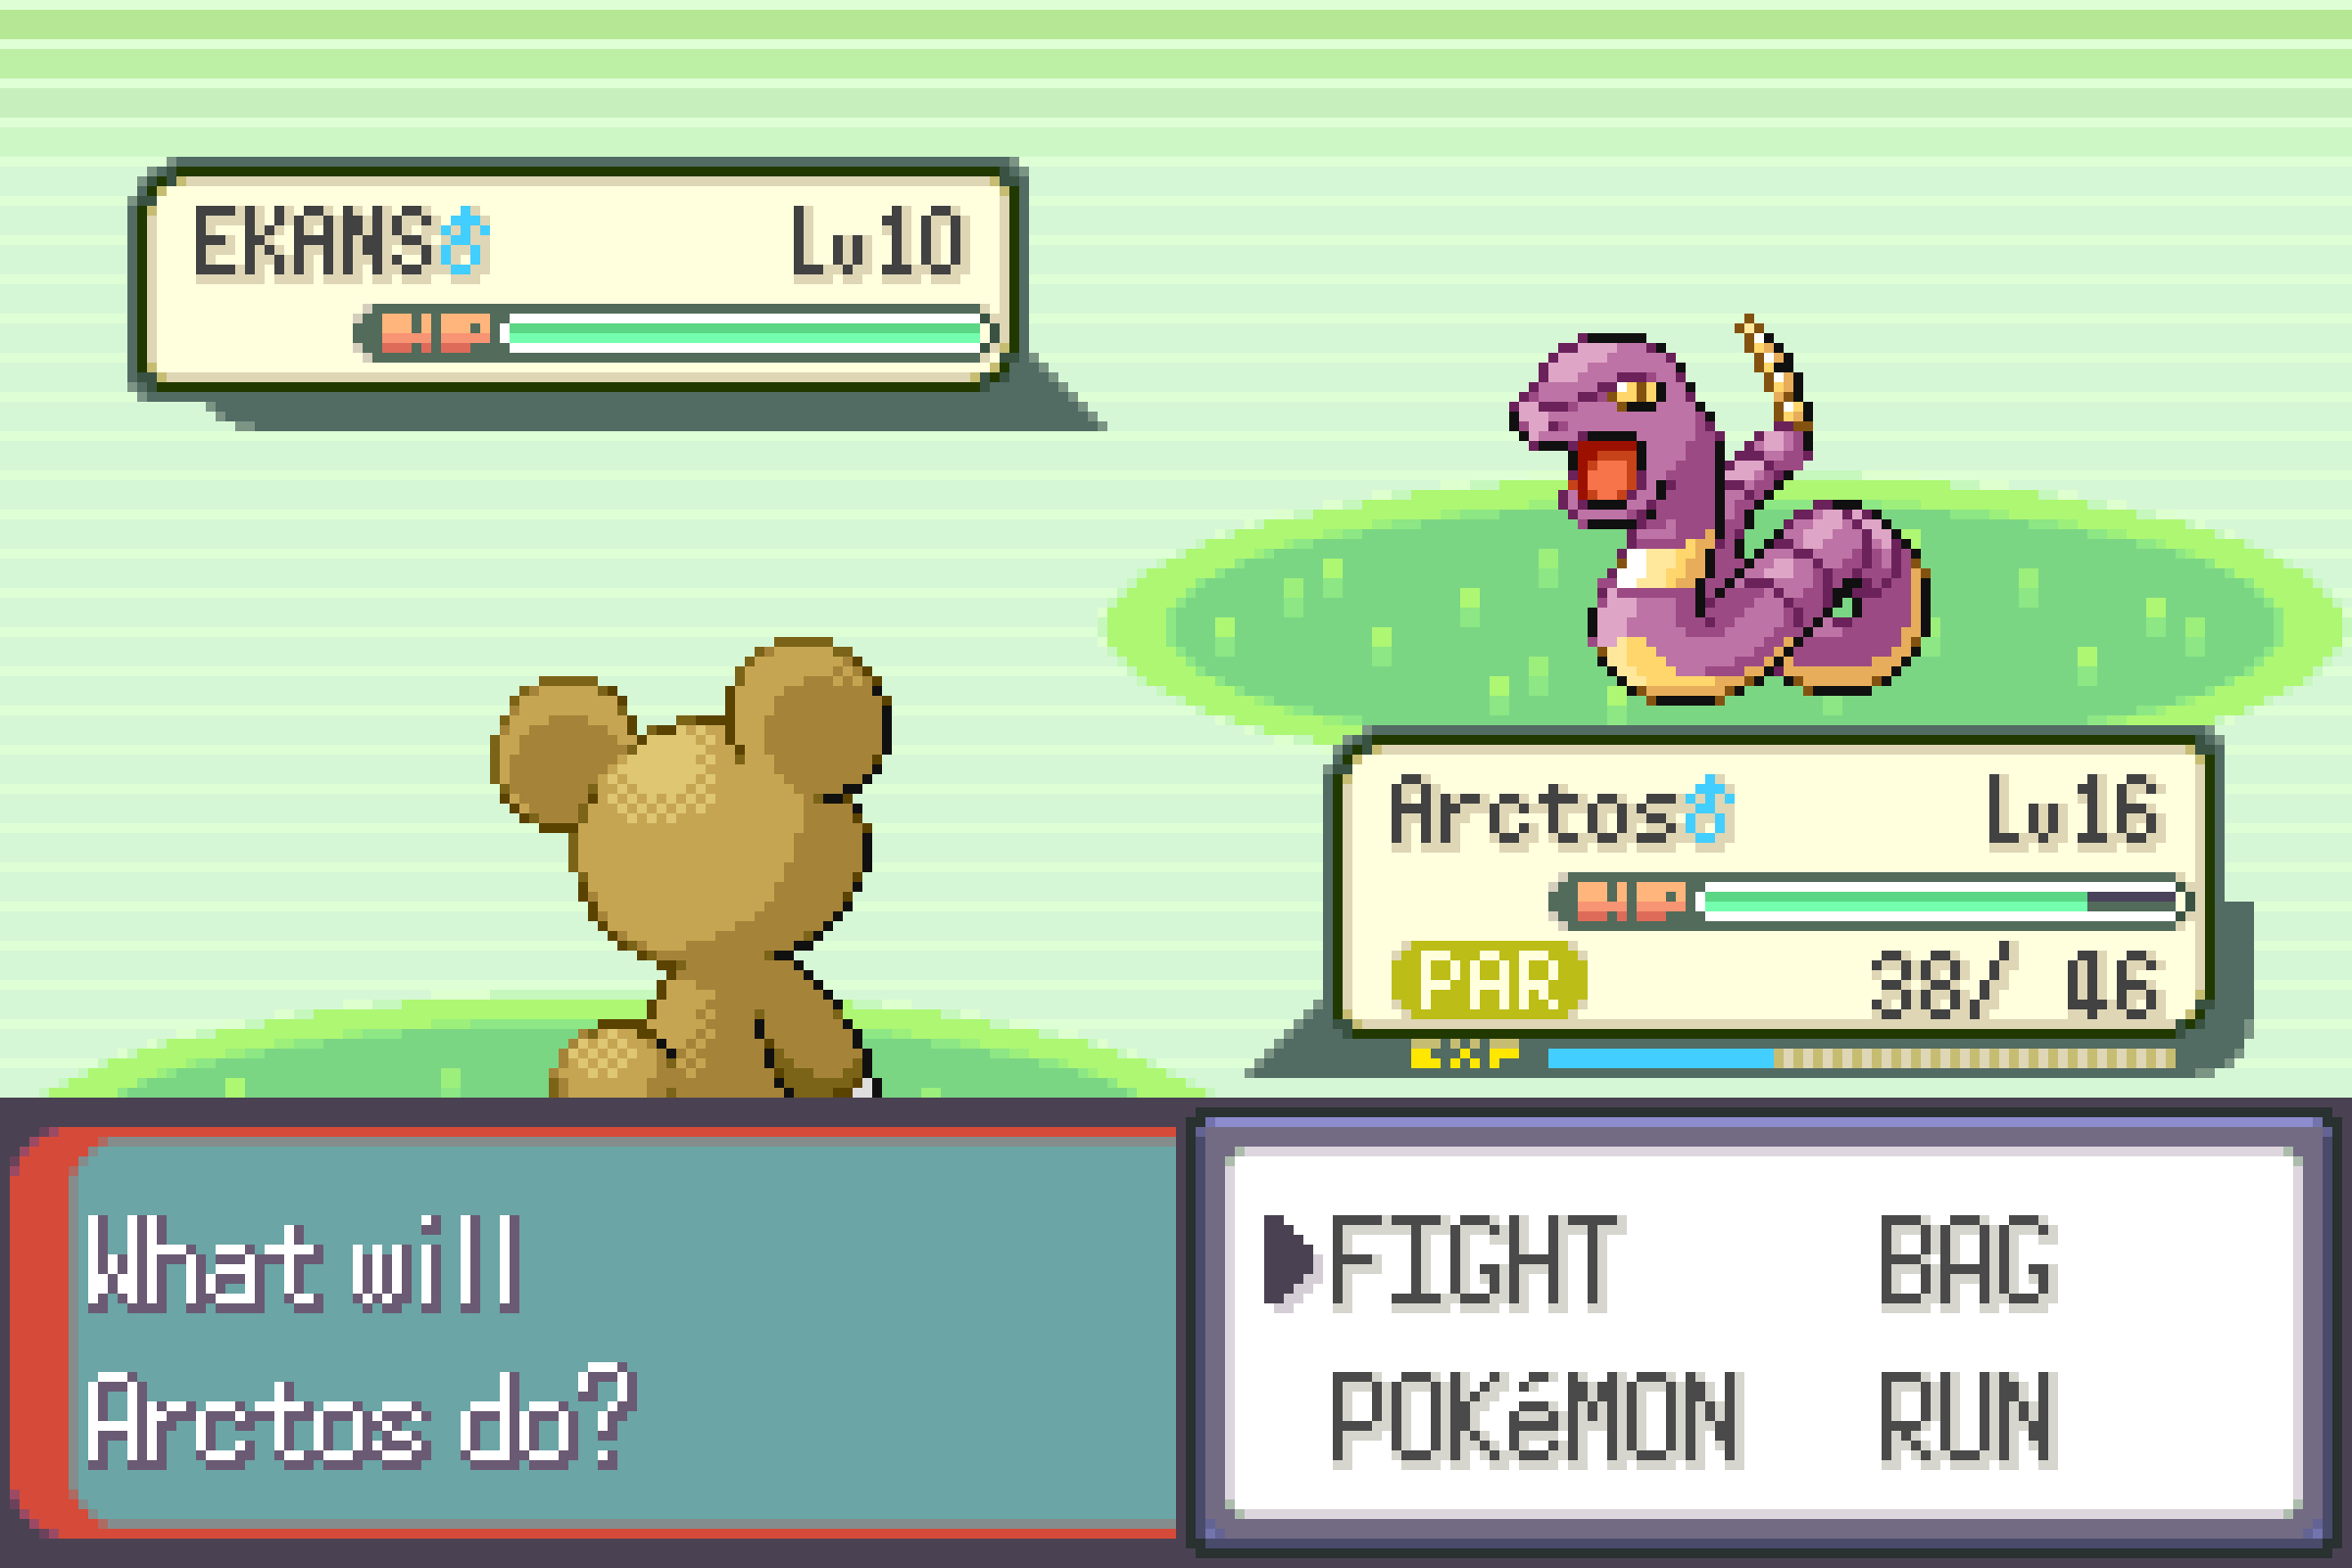 EKANS♂ Lv10
HP
Arctos♂ Lv16
HP
PAR 38/ 46
EXP
What will
Arctos do?
FIGHT BAG
POKéMON RUN